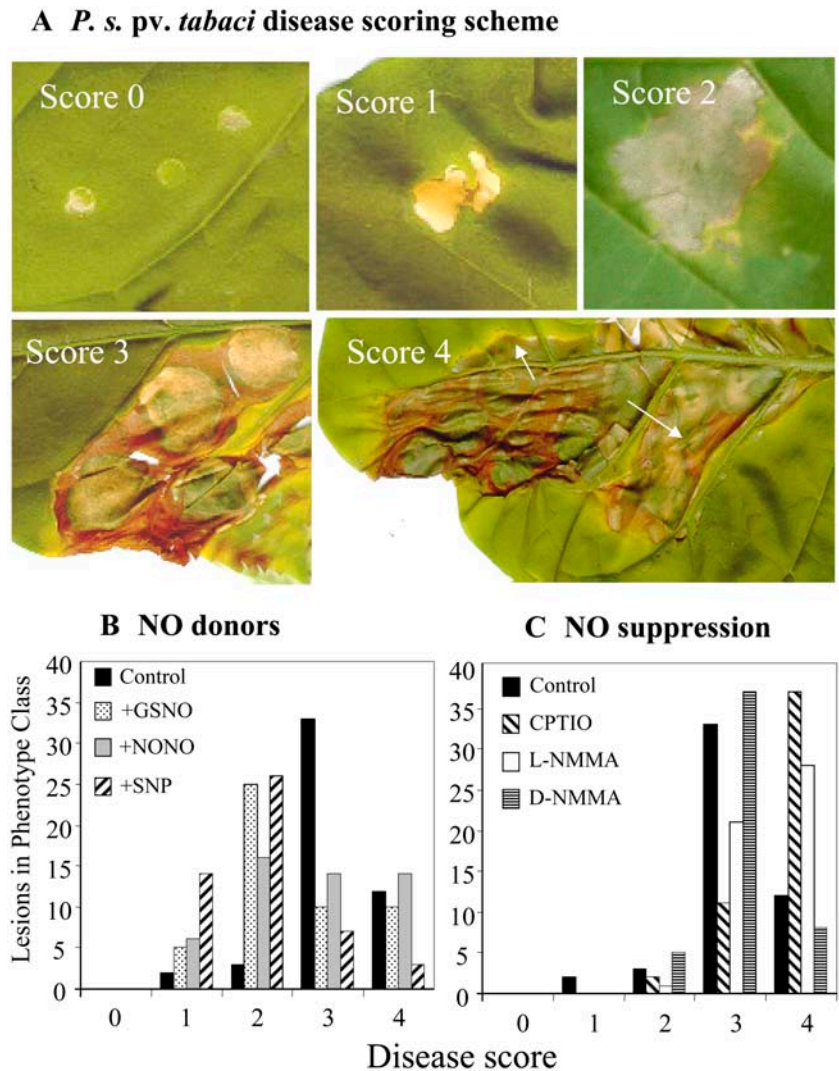 A P. s. pv. tabaci disease scoring scheme
Score 0
Score 1
Score 2
Score 3
Score 4
B NO donors
Lesions in Phenotype Class
40
35
30
25
20
15
10
5
0
Control
+GSNO
+NONO
+SNP
0 1 2 3 4
C NO suppression
40
35
30
25
20
15
10
5
0
Control
CPTIO
L-NMMA
D-NMMA
0 1 2 3 4
Disease score